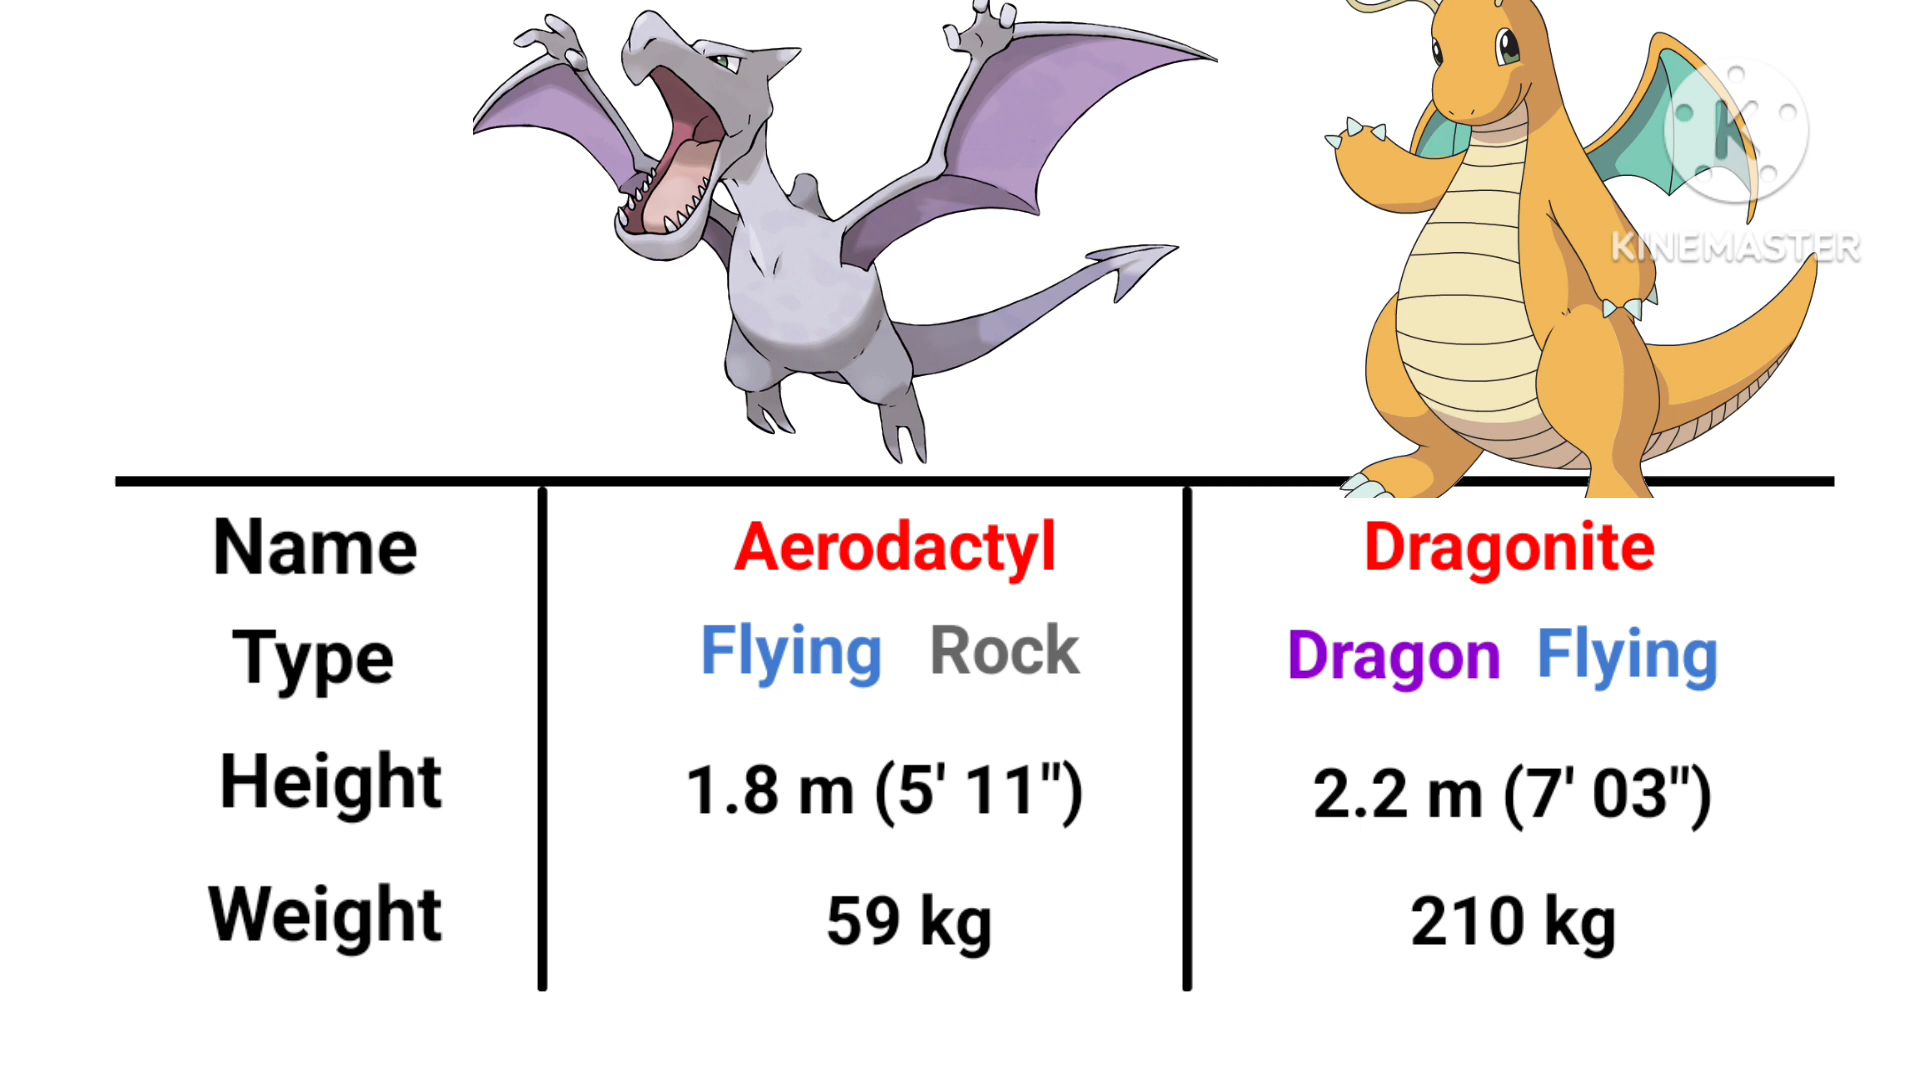 K
KINEMASTER
Name Aerodactyl Dragonite
Type Flying Rock Dragon Flying
Height 1.8 m (5' 11") 2.2 m (7' 03")
Weight 59 kg 210 kg